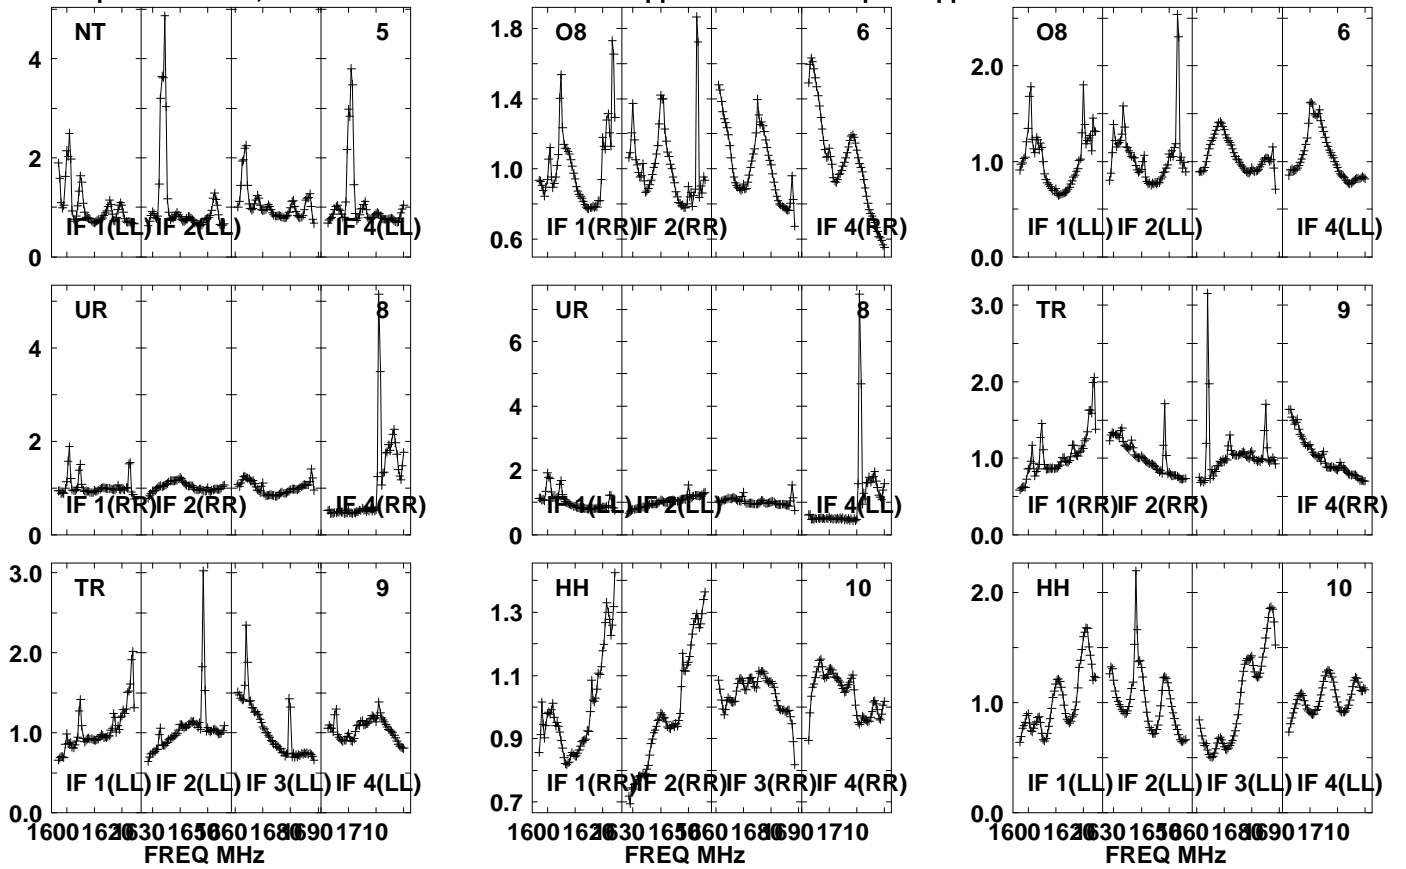 NT 5
4
2
0
IF 1(LL) IF 2(LL) IF 4(LL)
O8 6
1.8
1.4
1.0
0.6
IF 1(RR) IF 2(RR) IF 4(RR)
O8 6
2.0
1.0
0.0
IF 1(LL) IF 2(LL) IF 4(LL)
UR 8
4
2
0
IF 1(RR) IF 2(RR) IF 4(RR)
UR 8
6
4
2
0
IF 1(LL) IF 2(LL) IF 4(LL)
TR 9
3.0
2.0
1.0
0.0
IF 1(RR) IF 2(RR) IF 4(RR)
TR 9
3.0
2.0
1.0
0.0
IF 1(LL) IF 2(LL) IF 3(LL) IF 4(LL)
1600 1620 1630 1650 1660 1680 1690 1710
FREQ MHz
HH 10
1.3
1.1
0.9
0.7
IF 1(RR) IF 2(RR) IF 3(RR) IF 4(RR)
1600 1620 1630 1650 1660 1680 1690 1710
FREQ MHz
HH 10
2.0
1.0
0.0
IF 1(LL) IF 2(LL) IF 3(LL) IF 4(LL)
1600 1620 1630 1650 1660 1680 1690 1710
FREQ MHz